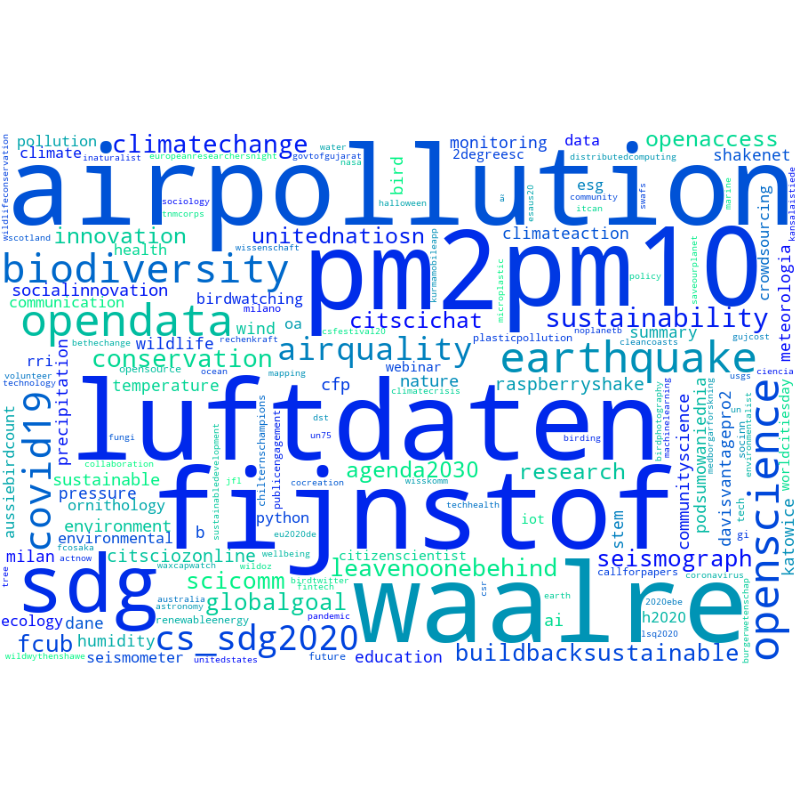 pollution
climatechange
water
monitoring
data
openaccess
climate
inaturalist
europeanresearchersnight
govtofgujarat
nasa
2degreesc
distributedcomputing
shakenet
wildlifeconservation
airpollution
sociology
tnmcorps
bird
halloween
ai
esaus20
esg
community
itcan
swafs
marine
crowdsourcing
kansalaistiede
wscotland
innovation
health
unitednatiosn
wissenschaft
climateaction
biodiversity
pm2pm10
kurmamobileapp
microplastic
policy
saveourplanet
meteorologia
socialinnovation
communication
birdwatching
milano
citscichat
sustainability
opendata
wind
oa
csfestival20
plasticpollution
noplanetb
summary
gujcost
bethechange
wildlife
rechenkraft
airquality
webinar
earthquake
cleancoasts
rri
conservation
opensource
ocean
mapping
cfp
nature
raspberryshake
usgs
ciencia
volunteer
technology
precipitation
temperature
climatecrisis
luftdaten
birdphotography
machinelearning
podsumowaniednia
medborgarforskning
i5
socinn
environmentalist
worldcitiesday
openscience
aussiebirdcount
covid19
fungi
dst
un75
birding
collaboration
sustainable
jfl
sustainabledevelopment
chilternschampions
publicengagement
agenda2030
research
communityscience
davisvantagepro2
pressure
ornithology
cocreation
wisskomm
fijnstof
techhealth
tech
gi
katowice
environment
environmental
b
python
eu2020de
iot
stem
fcosaka
milan
actnow
citsciozonline
wellbeing
citizenscientist
seismograph
tree
sdg
waxcapwatch
wildoz
birdtwitter
fintech
leavenoonebehind
callforpapers
coronavirus
australia
astronomy
scicomm
globalgoal
csr
earth
waalre
2020ebe
h2020
burgerwetenschap
ecology
dane
renewableenergy
pandemic
ai
lsq2020
fcub
humidity
cs_sdg2020
buildbacksustainable
wildwythenshawe
seismometer
unitedstates
future
education